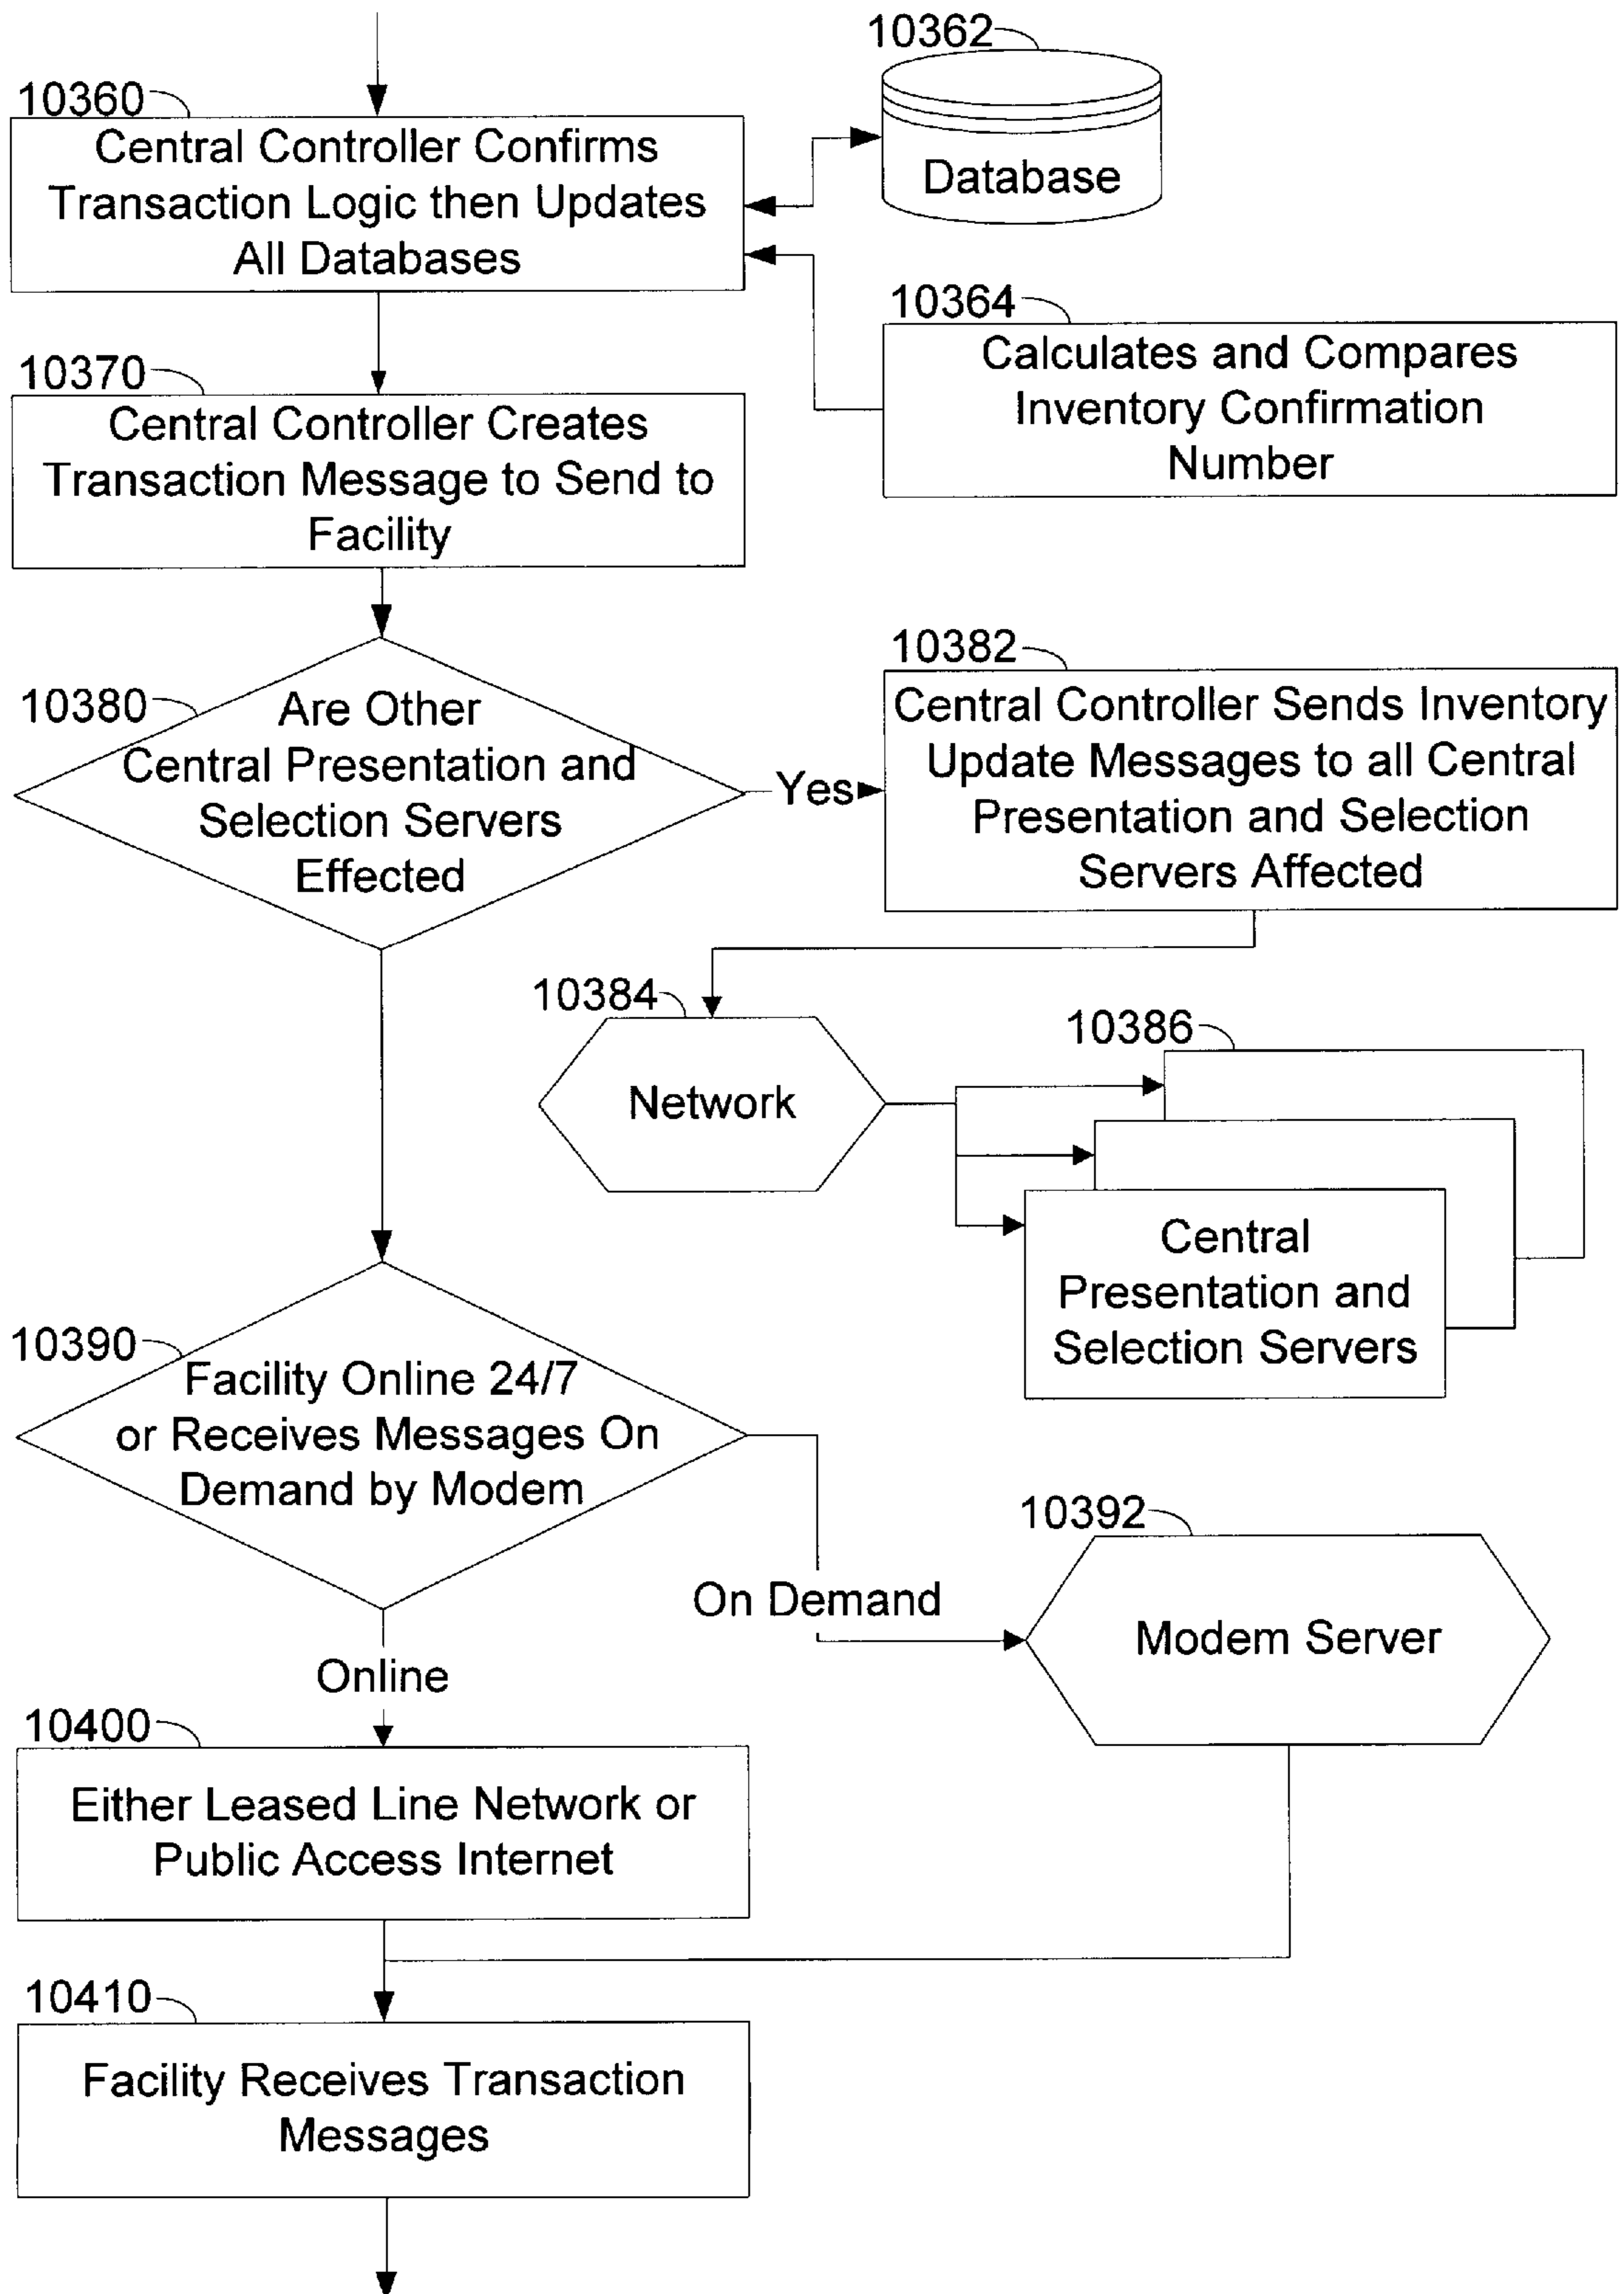 10362
10360
Central Controller Confirms
Transaction Logic then Updates
All Databases
Database
10364
Calculates and Compares
Inventory Confirmation
Number
10370
Central Controller Creates
Transaction Message to Send to
Facility
10380
Are Other
Central Presentation and
Selection Servers
Effected
Yes
10382
Central Controller Sends Inventory
Update Messages to all Central
Presentation and Selection
Servers Affected
10384
Network
10386
Central
Presentation and
Selection Servers
10390
Facility Online 24/7
or Receives Messages On
Demand by Modem
On Demand
10392
Modem Server
Online
10400
Either Leased Line Network or
Public Access Internet
10410
Facility Receives Transaction
Messages